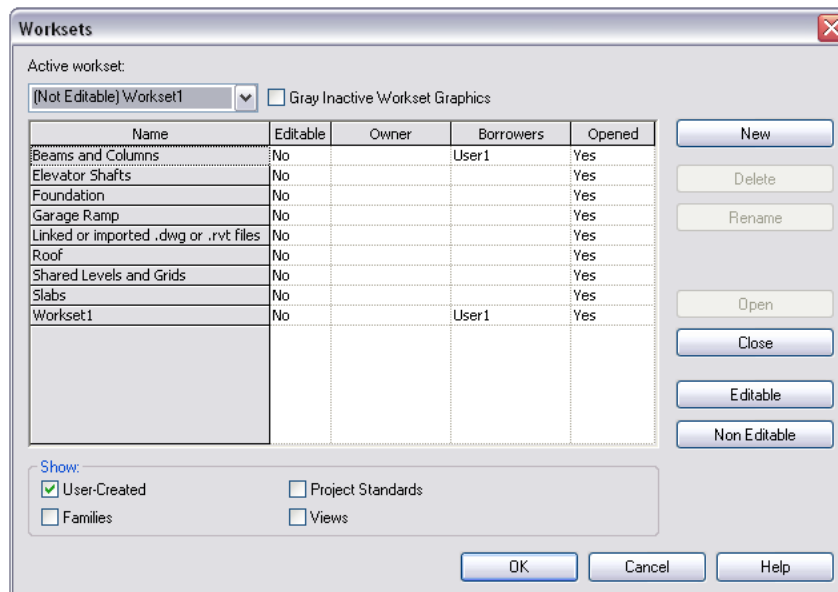 Worksets
Active workset:
(Not Editable) Workset1
Gray Inactive Workset Graphics
Name Editable Owner Borrowers Opened
Beams and Columns No User1 Yes
Elevator Shafts No Yes
Foundation No Yes
Garage Ramp No Yes
Linked or imported .dwg or .rvt files No Yes
Roof No Yes
Shared Levels and Grids No Yes
Slabs No Yes
Workset1 No User1 Yes
New
Delete
Rename
Open
Close
Editable
Non Editable
Show:
User-Created Project Standards
Families Views
OK Cancel Help